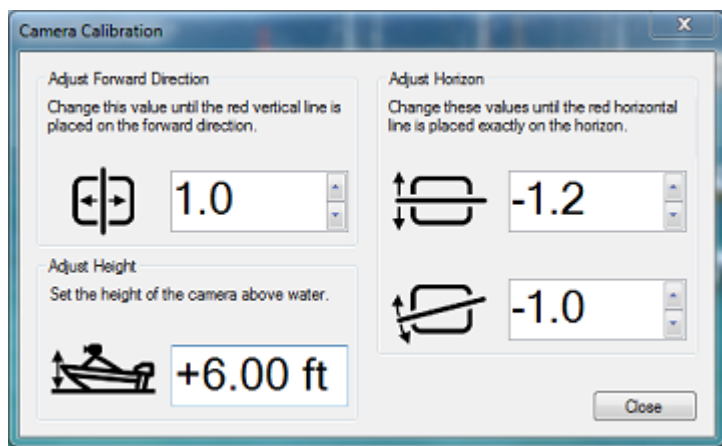 Camera Calibration
X
Adjust Forward Direction
Change this value until the red vertical line is
placed on the forward direction.
1.0
Adjust Height
Set the height of the camera above water.
+6.00 ft
Adjust Horizon
Change these values until the red horizontal
line is placed exactly on the horizon.
-1.2
-1.0
Close